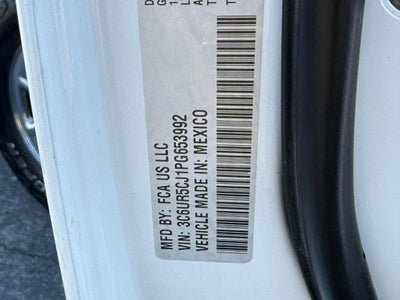 MFD BY: FCA US LLC
VIN: 3C6UR5CJ1PG653992
VEHICLE MADE IN: MEXICO